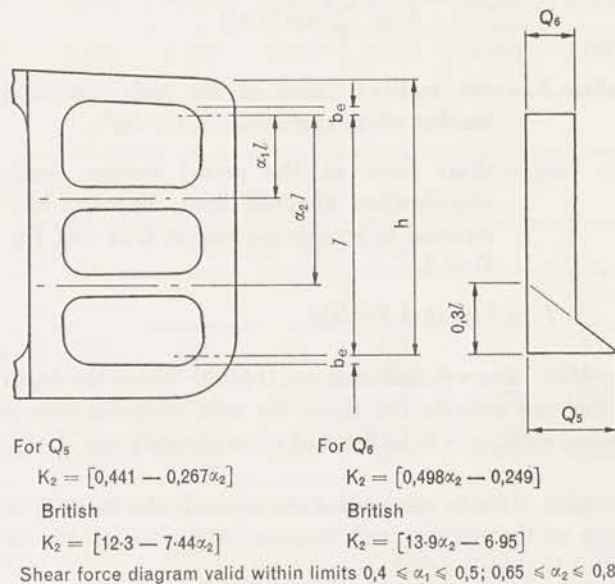 Q₆
bₑ
α₁l
α₂l
l
h
bₑ
0,3l
Q₅
For Q₅
K₂ = [0,441 — 0,267α₂]
British
K₂ = [12·3 — 7·44α₂]
For Q₆
K₂ = [0,498α₂ — 0,249]
British
K₂ = [13·9α₂ — 6·95]
Shear force diagram valid within limits 0,4 ⩽ α₁ ⩽ 0,5; 0,65 ⩽ α₂ ⩽ 0,8